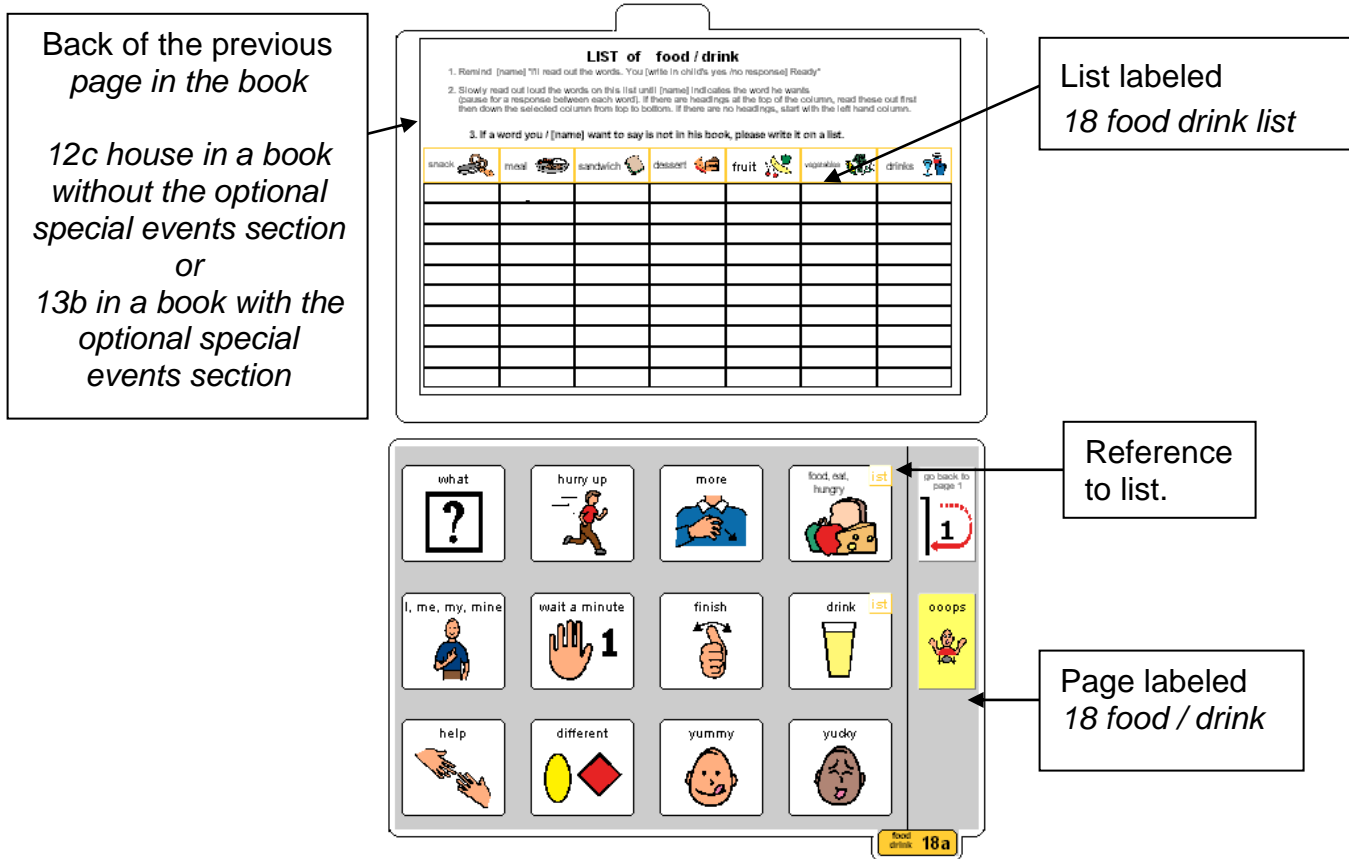 Back of the previous
page in the book
12c house in a book
without the optional
special events section
or
13b in a book with the
optional special
events section
LIST of food / drink
1. Remind [name] "I'll read out the words. You [write in child's yes /no response] Ready"
2. Slowly read out loud the words on this list until [name] indicates the word he wants
(pause for a response between each word). If there are headings at the top of the column, read these out first
then down the selected column from top to bottom. If there are no headings, start with the left hand column.
3. If a word you / [name] want to say is not in his book, please write it on a list.
snack meal sandwich dessert fruit vegetables drinks
List labeled
18 food drink list
Reference
to list.
what hurry up more food, eat, ist go back to
hungry page 1
? 1
I, me, my, mine wait a minute finish drink ist ooops
1
help different yummy yucky
Page labeled
18 food / drink
food
drink 18a